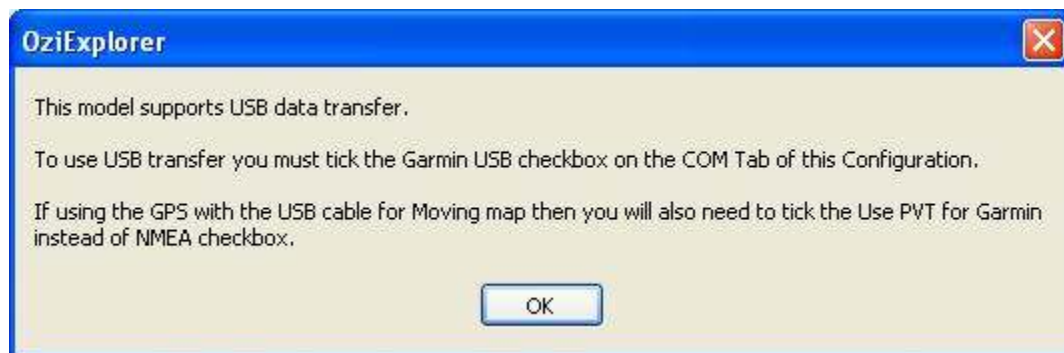 OziExplorer
This model supports USB data transfer.
To use USB transfer you must tick the Garmin USB checkbox on the COM Tab of this Configuration.
If using the GPS with the USB cable for Moving map then you will also need to tick the Use PVT for Garmin
instead of NMEA checkbox.
OK